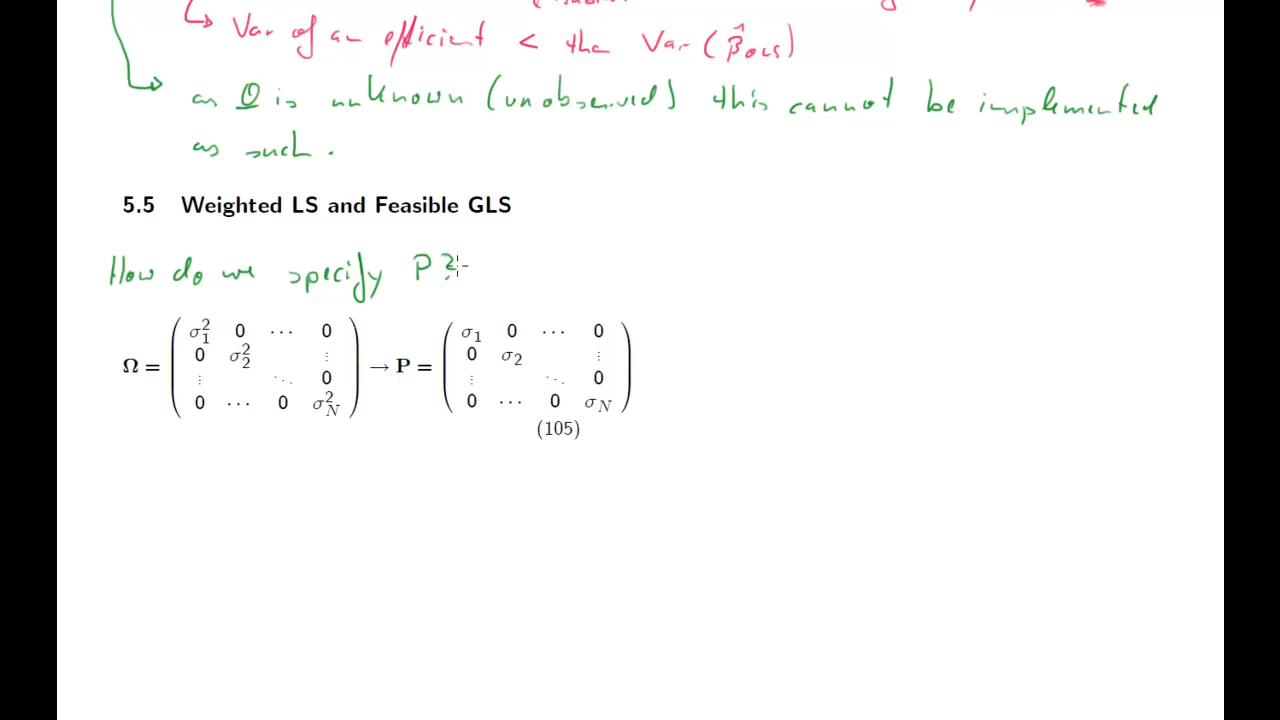 Var of an efficient < the Var (β̂OLS)
as Ω is unknown (unobserved) this cannot be implemented
as such.
5.5 Weighted LS and Feasible GLS
How do we specify P?
Ω = ( σ₁² 0 ⋯ 0 ; 0 σ₂² ⋮ ; ⋮ ⋱ 0 ; 0 ⋯ 0 σ_N² ) → P = ( σ₁ 0 ⋯ 0 ; 0 σ₂ ⋮ ; ⋮ ⋱ 0 ; 0 ⋯ 0 σ_N )
(105)